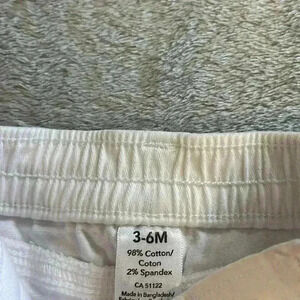 3-6M
98% Cotton/
Coton
2% Spandex
CA 51122
Made in Bangladesh/